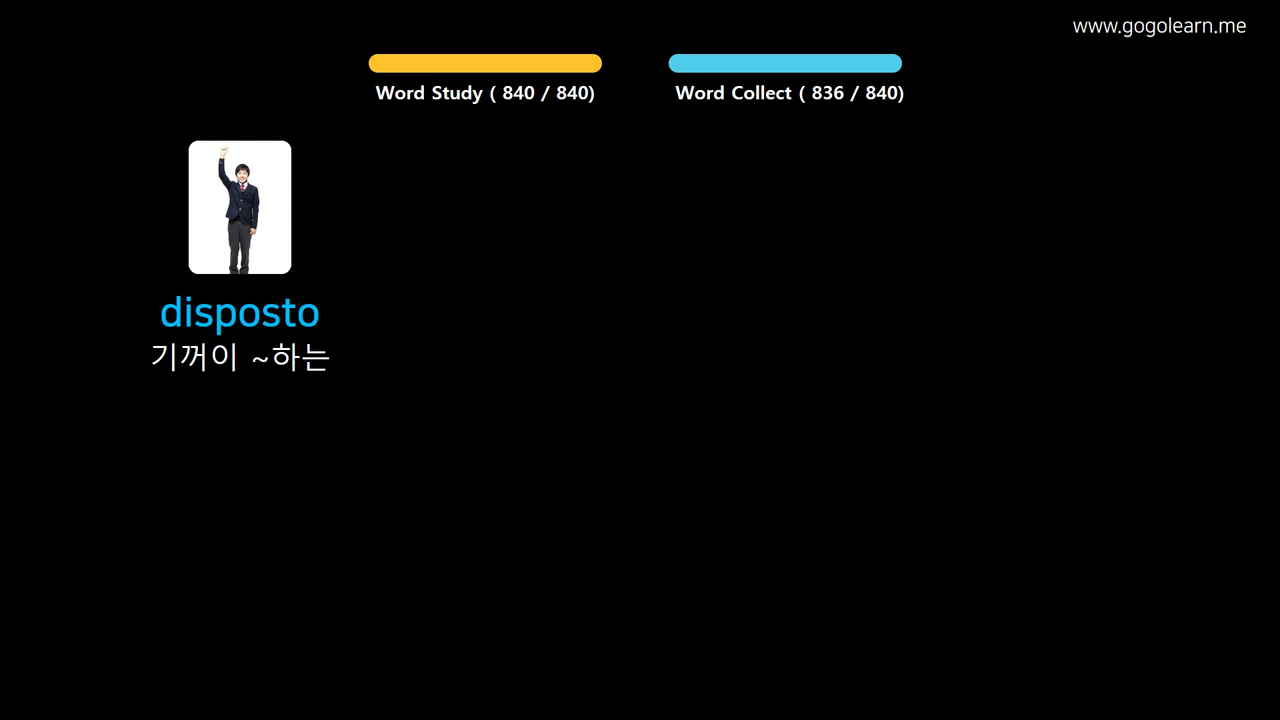 www.gogolearn.me
Word Study ( 840 / 840)
Word Collect ( 836 / 840)
disposto
기꺼이 ~하는